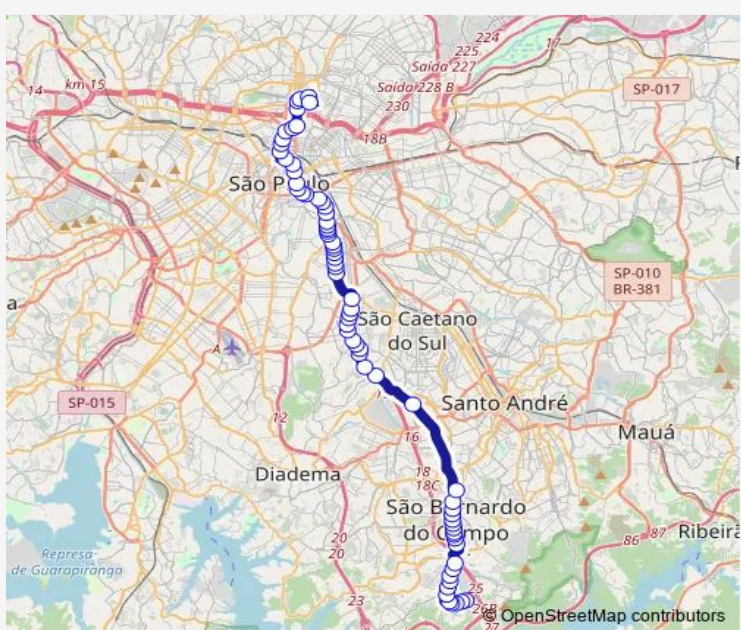 224
17
225
Saída 227
km 15
14
Saída 228 B
SP-017
230
18B
São Paulo
SP-010
BR-381
a
São Caetano
do Sul
A
SP-015
Santo André
12
16
Mauá
Diadema
18
18C
São Bernardo
do Campo
86
87
Ribeirã
20
20
Represa
de Guarapiranga
25
23
26B
27
© OpenStreetMap contributors